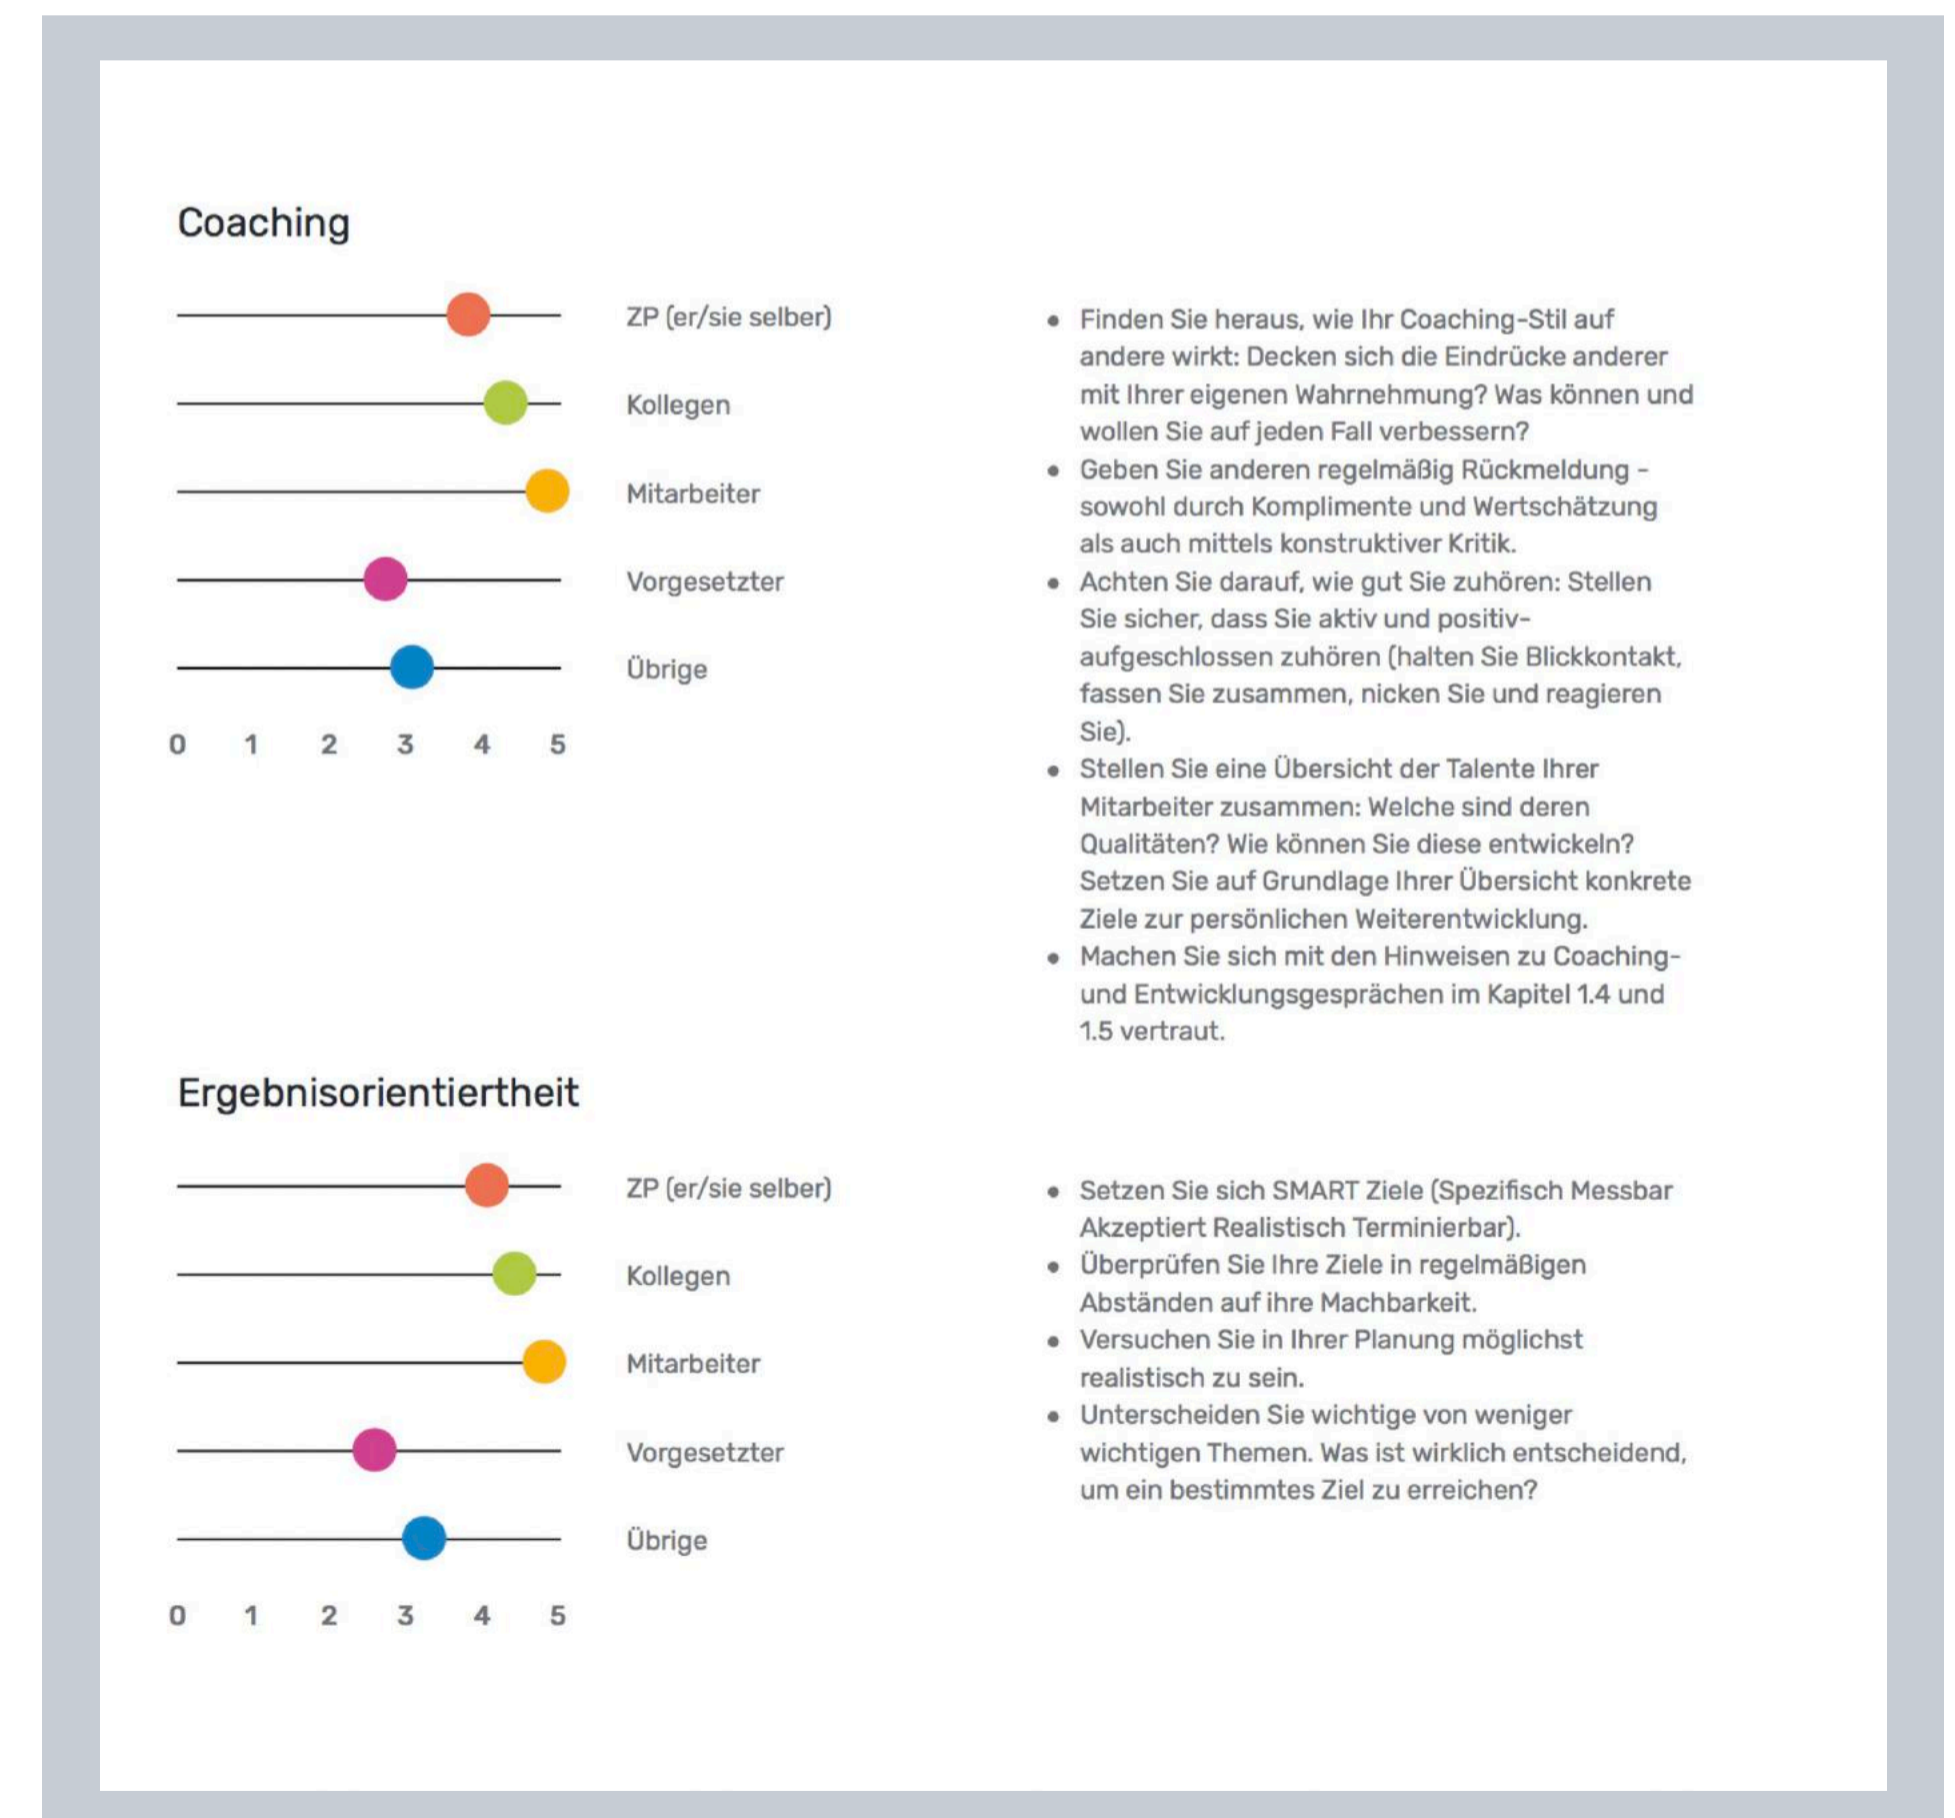 Coaching
ZP (er/sie selber)
Kollegen
Mitarbeiter
Vorgesetzter
Übrige
0 1 2 3 4 5
• Finden Sie heraus, wie Ihr Coaching-Stil auf
andere wirkt: Decken sich die Eindrücke anderer
mit Ihrer eigenen Wahrnehmung? Was können und
wollen Sie auf jeden Fall verbessern?
• Geben Sie anderen regelmäßig Rückmeldung -
sowohl durch Komplimente und Wertschätzung
als auch mittels konstruktiver Kritik.
• Achten Sie darauf, wie gut Sie zuhören: Stellen
Sie sicher, dass Sie aktiv und positiv-
aufgeschlossen zuhören (halten Sie Blickkontakt,
fassen Sie zusammen, nicken Sie und reagieren
Sie).
• Stellen Sie eine Übersicht der Talente Ihrer
Mitarbeiter zusammen: Welche sind deren
Qualitäten? Wie können Sie diese entwickeln?
Setzen Sie auf Grundlage Ihrer Übersicht konkrete
Ziele zur persönlichen Weiterentwicklung.
• Machen Sie sich mit den Hinweisen zu Coaching-
und Entwicklungsgesprächen im Kapitel 1.4 und
1.5 vertraut.
Ergebnisorientiertheit
ZP (er/sie selber)
Kollegen
Mitarbeiter
Vorgesetzter
Übrige
0 1 2 3 4 5
• Setzen Sie sich SMART Ziele (Spezifisch Messbar
Akzeptiert Realistisch Terminierbar).
• Überprüfen Sie Ihre Ziele in regelmäßigen
Abständen auf ihre Machbarkeit.
• Versuchen Sie in Ihrer Planung möglichst
realistisch zu sein.
• Unterscheiden Sie wichtige von weniger
wichtigen Themen. Was ist wirklich entscheidend,
um ein bestimmtes Ziel zu erreichen?